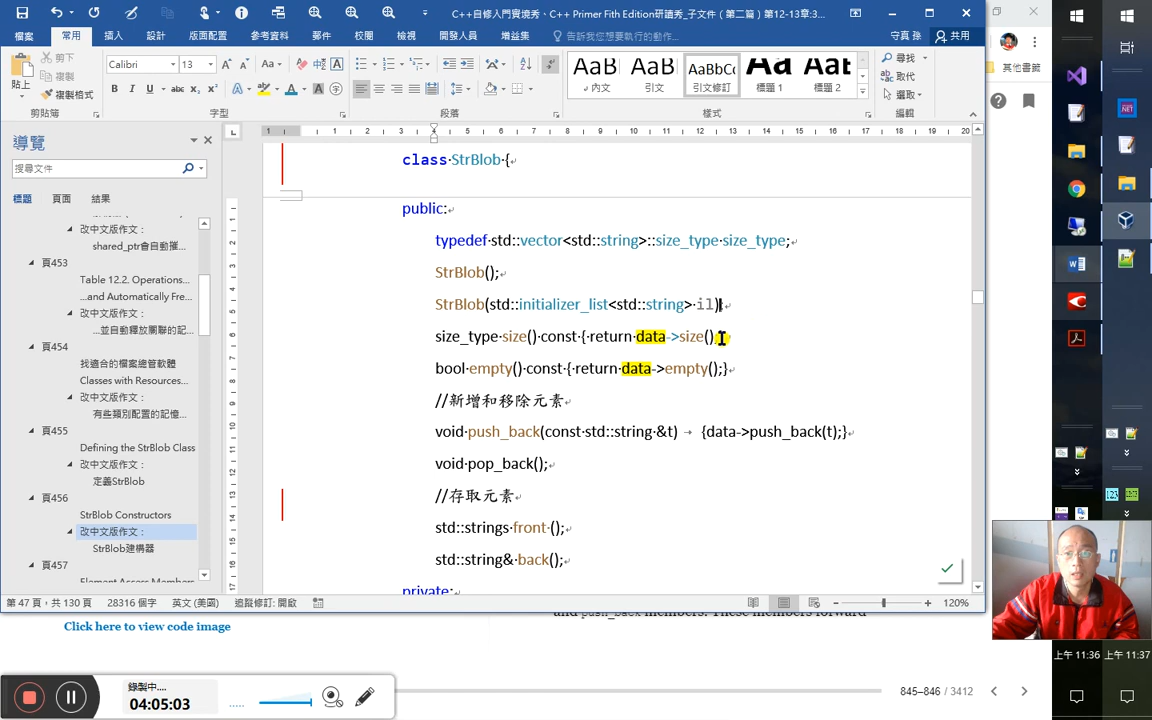 C++自修入門實境秀、C++ Primer Fith Edition研讀秀_子文件（第二篇）第12-13章:3...
檔案 常用 插入 設計 版面配置 參考資料 郵件 校閱 檢視 開發人員 增益集 告訴我您想要執行的動作... 守真 孫 共用
其他書籤
貼上 剪下 複製 複製格式
Calibri 13
AaB AaB AaBbCc AaB AaB
內文 引文 引文修訂 標題 1 標題 2
尋找 取代 選取
剪貼簿 字型 段落 樣式 編輯
導覽
搜尋文件
標題 頁面 結果
改中文版作文：
shared_ptr會自動摧...
頁453
Table 12.2. Operations...
...and Automatically Fre...
改中文版作文：
...並自動釋放關聯的記...
頁454
找適合的檔案總管軟體
Classes with Resources...
改中文版作文：
有些類別配置的記憶...
頁455
Defining the StrBlob Class
改中文版作文：
定義StrBlob
頁456
StrBlob Constructors
改中文版作文：
StrBlob建構器
頁457
Element Access Members
class StrBlob {
public:
typedef std::vector<std::string>::size_type size_type;
StrBlob();
StrBlob(std::initializer_list<std::string> il)
size_type size() const { return data->size()
bool empty() const { return data->empty();}
//新增和移除元素
void push_back(const std::string &t) → {data->push_back(t);}
void pop_back();
//存取元素
std::strings front ();
std::string& back();
private:
第 47 頁，共 130 頁 28316 個字 英文 (美國) 追蹤修訂: 開啟 120%
and push_back members. These members forward
Click here to view code image
錄製中....
04:05:03
845–846 / 3412
上午 11:36 上午 11:37